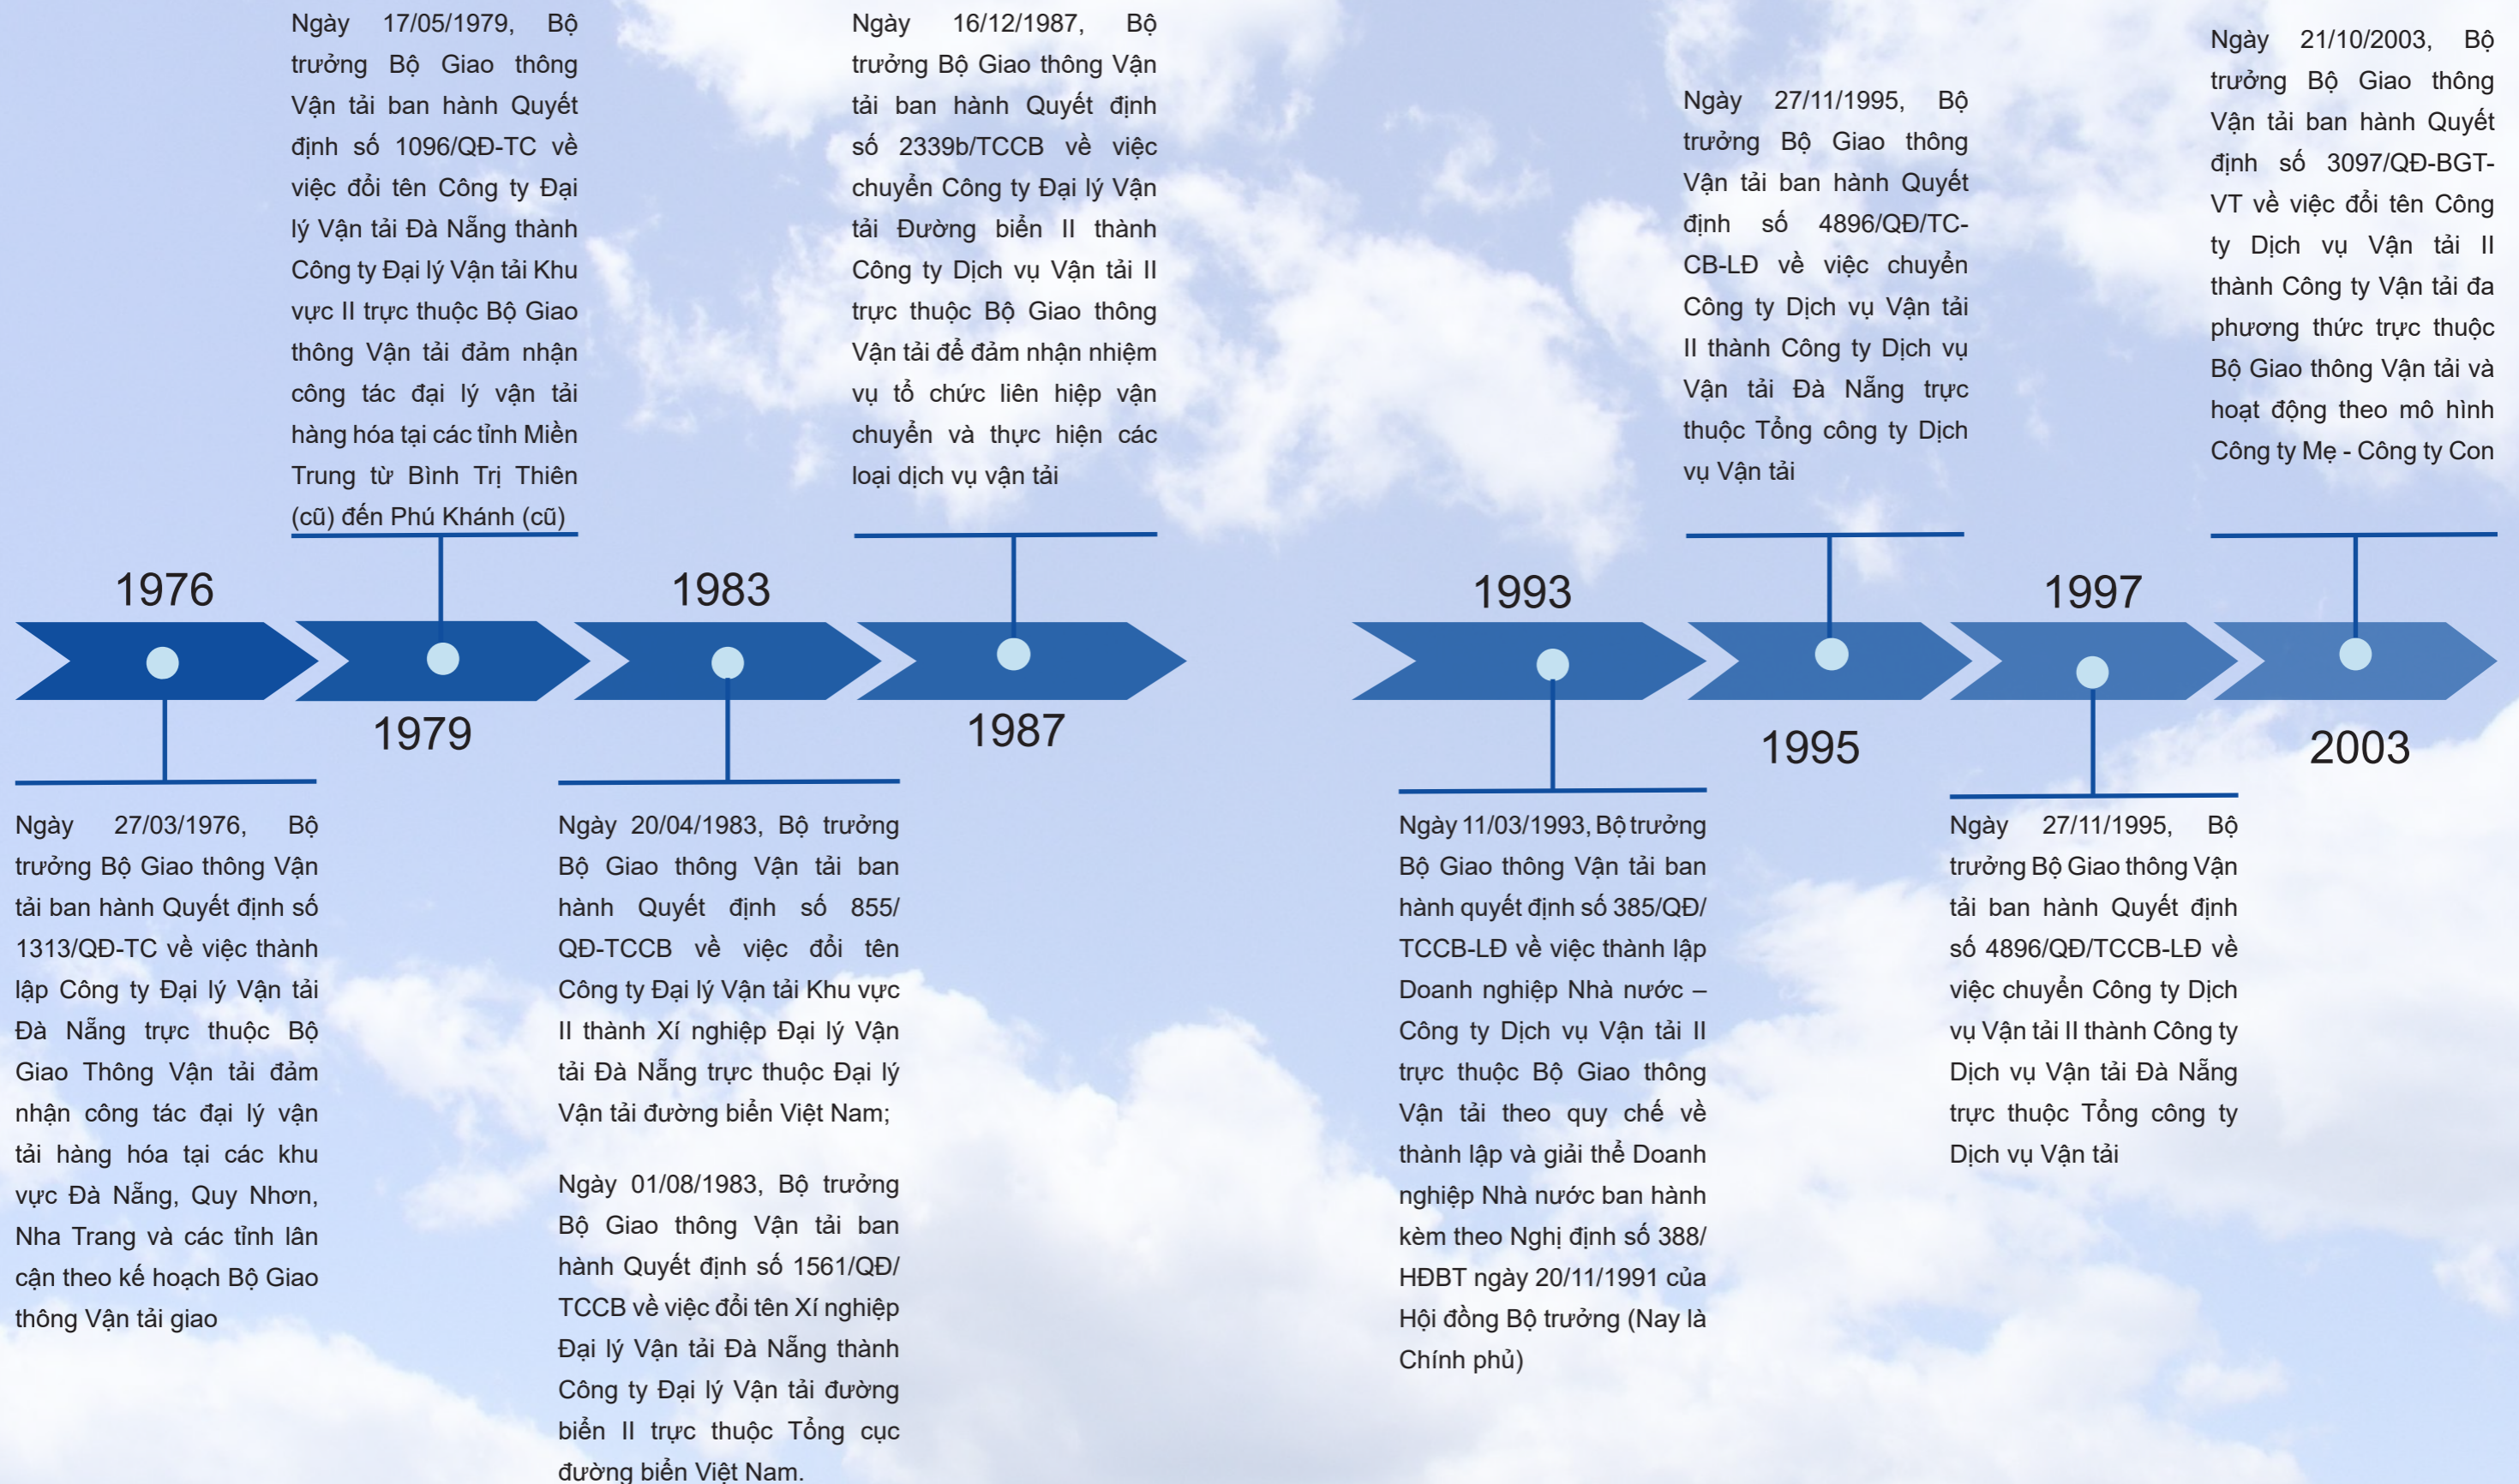 1976
Ngày 27/03/1976, Bộ
trưởng Bộ Giao thông Vận
tải ban hành Quyết định số
1313/QĐ-TC về việc thành
lập Công ty Đại lý Vận tải
Đà Nẵng trực thuộc Bộ
Giao Thông Vận tải đảm
nhận công tác đại lý vận
tải hàng hóa tại các khu
vực Đà Nẵng, Quy Nhơn,
Nha Trang và các tỉnh lân
cận theo kế hoạch Bộ Giao
thông Vận tải giao
Ngày 17/05/1979, Bộ
trưởng Bộ Giao thông
Vận tải ban hành Quyết
định số 1096/QĐ-TC về
việc đổi tên Công ty Đại
lý Vận tải Đà Nẵng thành
Công ty Đại lý Vận tải Khu
vực II trực thuộc Bộ Giao
thông Vận tải đảm nhận
công tác đại lý vận tải
hàng hóa tại các tỉnh Miền
Trung từ Bình Trị Thiên
(cũ) đến Phú Khánh (cũ)
1979
1983
Ngày 20/04/1983, Bộ trưởng
Bộ Giao thông Vận tải ban
hành Quyết định số 855/
QĐ-TCCB về việc đổi tên
Công ty Đại lý Vận tải Khu vực
II thành Xí nghiệp Đại lý Vận
tải Đà Nẵng trực thuộc Đại lý
Vận tải đường biển Việt Nam;
Ngày 01/08/1983, Bộ trưởng
Bộ Giao thông Vận tải ban
hành Quyết định số 1561/QĐ/
TCCB về việc đổi tên Xí nghiệp
Đại lý Vận tải Đà Nẵng thành
Công ty Đại lý Vận tải đường
biển II trực thuộc Tổng cục
đường biển Việt Nam.
Ngày 16/12/1987, Bộ
trưởng Bộ Giao thông Vận
tải ban hành Quyết định
số 2339b/TCCB về việc
chuyển Công ty Đại lý Vận
tải Đường biển II thành
Công ty Dịch vụ Vận tải II
trực thuộc Bộ Giao thông
Vận tải để đảm nhận nhiệm
vụ tổ chức liên hiệp vận
chuyển và thực hiện các
loại dịch vụ vận tải
1987
1993
Ngày 11/03/1993, Bộ trưởng
Bộ Giao thông Vận tải ban
hành quyết định số 385/QĐ/
TCCB-LĐ về việc thành lập
Doanh nghiệp Nhà nước –
Công ty Dịch vụ Vận tải II
trực thuộc Bộ Giao thông
Vận tải theo quy chế về
thành lập và giải thể Doanh
nghiệp Nhà nước ban hành
kèm theo Nghị định số 388/
HĐBT ngày 20/11/1991 của
Hội đồng Bộ trưởng (Nay là
Chính phủ)
Ngày 27/11/1995, Bộ
trưởng Bộ Giao thông
Vận tải ban hành Quyết
định số 4896/QĐ/TC-
CB-LĐ về việc chuyển
Công ty Dịch vụ Vận tải
II thành Công ty Dịch vụ
Vận tải Đà Nẵng trực
thuộc Tổng công ty Dịch
vụ Vận tải
1995
1997
Ngày 27/11/1995, Bộ
trưởng Bộ Giao thông Vận
tải ban hành Quyết định
số 4896/QĐ/TCCB-LĐ về
việc chuyển Công ty Dịch
vụ Vận tải II thành Công ty
Dịch vụ Vận tải Đà Nẵng
trực thuộc Tổng công ty
Dịch vụ Vận tải
Ngày 21/10/2003, Bộ
trưởng Bộ Giao thông
Vận tải ban hành Quyết
định số 3097/QĐ-BGT-
VT về việc đổi tên Công
ty Dịch vụ Vận tải II
thành Công ty Vận tải đa
phương thức trực thuộc
Bộ Giao thông Vận tải và
hoạt động theo mô hình
Công ty Mẹ - Công ty Con
2003